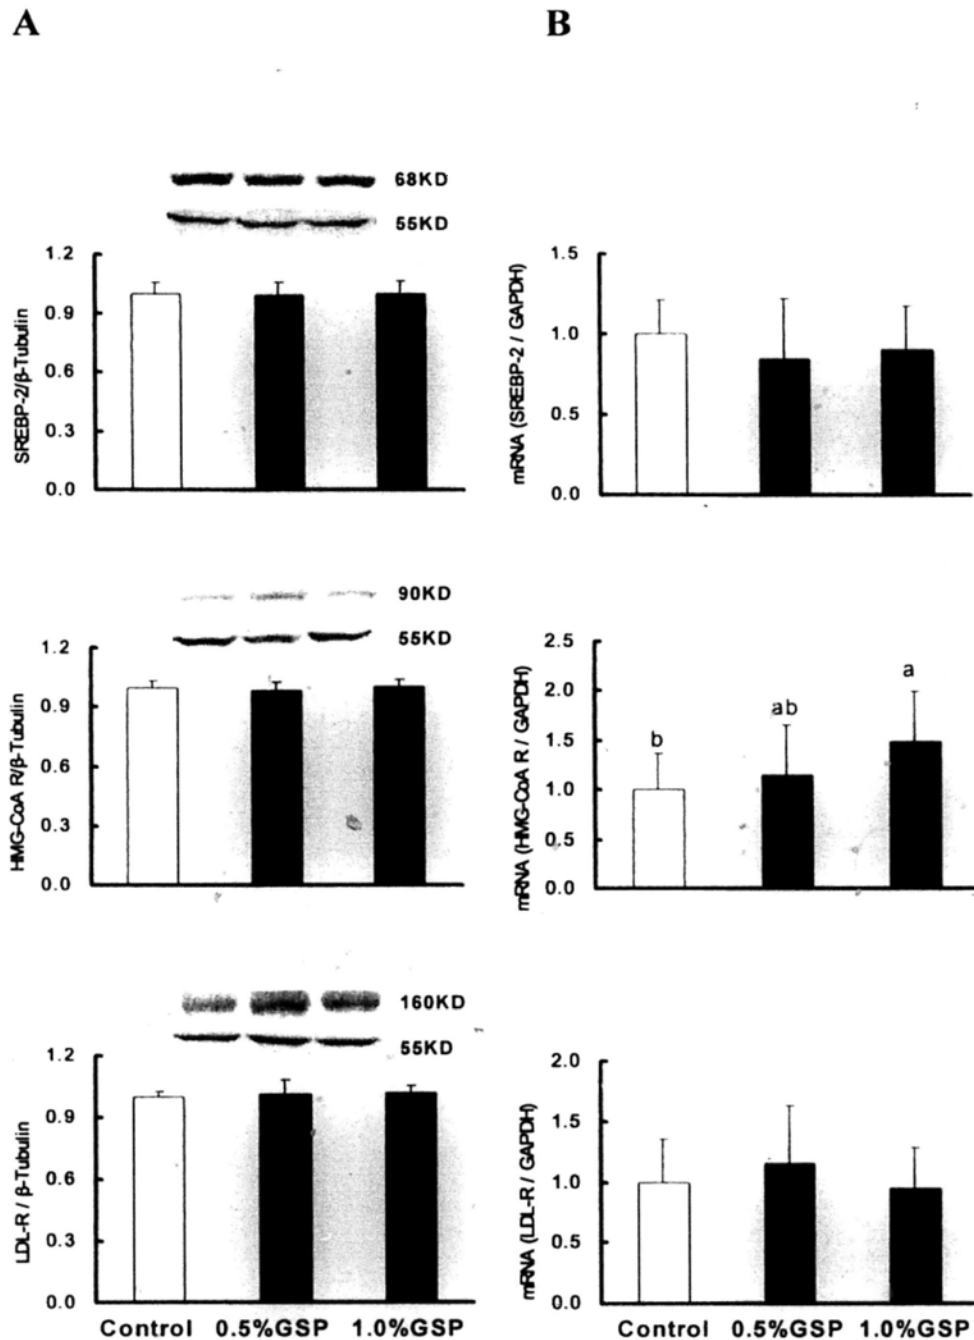 A
B
68KD
55KD
SREBP-2/β-Tubulin
1.2
0.9
0.6
0.3
0.0
mRNA (SREBP-2 / GAPDH)
1.5
1.0
0.5
0.0
90KD
55KD
HMG-CoA R/β-Tubulin
1.2
0.9
0.6
0.3
0.0
mRNA (HMG-CoA R / GAPDH)
2.5
2.0
1.5
1.0
0.5
0.0
b
ab
a
160KD
55KD
LDL-R / β-Tubulin
1.2
0.9
0.6
0.3
0.0
mRNA (LDL-R / GAPDH)
2.0
1.5
1.0
0.5
0.0
Control 0.5%GSP 1.0%GSP
Control 0.5%GSP 1.0%GSP